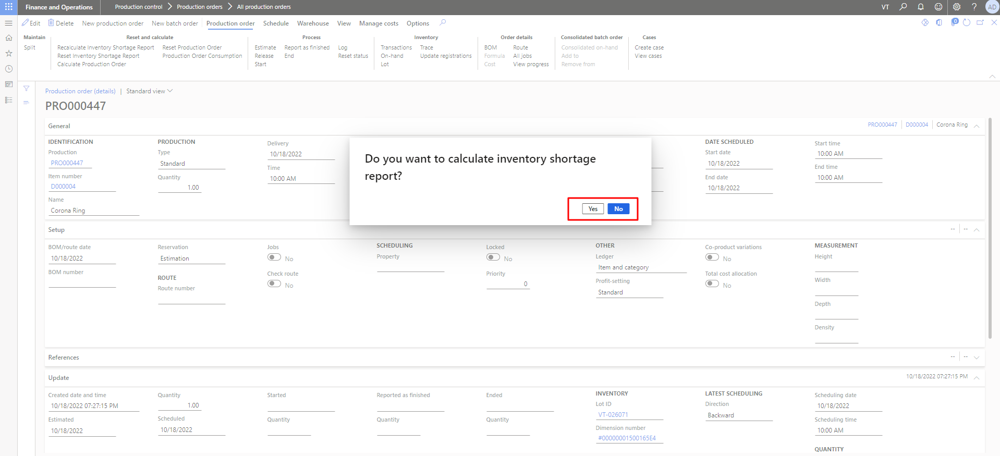 Finance and Operations
Production control > Production orders > All production orders
VT
? AD
Edit Delete New production order New batch order Production order Schedule Warehouse View Manage costs Options
0
Maintain
Split
Reset and calculate
Recalculate Inventory Shortage Report Reset Production Order
Reset Inventory Shortage Report Production Order Consumption
Calculate Production Order
Process
Estimate Report as finished Log
Release End Reset status
Start
Inventory
Transactions Trace
On-hand Update registrations
Lot
Order details
BOM Route
Formula All jobs
Cost View progress
Consolidated batch order
Consolidated on-hand
Add to
Remove from
Cases
Create case
View cases
Production order (details) | Standard view
PRO000447
General
PRO000447 D000004 Corona Ring
IDENTIFICATION
Production
PRO000447
Item number
D000004
Name
Corona Ring
PRODUCTION
Type
Standard
Quantity
1.00
Delivery
10/18/2022
Time
10:00 AM
Do you want to calculate inventory shortage
report?
Yes No
DATE SCHEDULED
Start date
10/18/2022
End date
10/18/2022
Start time
10:00 AM
End time
10:00 AM
Setup
-- --
BOM/route date
10/18/2022
BOM number
Reservation
Estimation
ROUTE
Route number
Jobs
No
Check route
No
SCHEDULING
Property
Locked
No
Priority
0
OTHER
Ledger
Item and category
Profit-setting
Standard
Co-product variations
No
Total cost allocation
No
MEASUREMENT
Height
Width
Depth
Density
References
-- --
Update
10/18/2022 07:27:15 PM
Created date and time
10/18/2022 07:27:15 PM
Estimated
10/18/2022
Quantity
1.00
Scheduled
10/18/2022
Started
Quantity
Reported as finished
Quantity
Ended
Quantity
INVENTORY
Lot ID
VT-026071
Dimension number
#00000001500165E4
LATEST SCHEDULING
Direction
Backward
Scheduling date
10/18/2022
Scheduling time
10:00 AM
QUANTITY